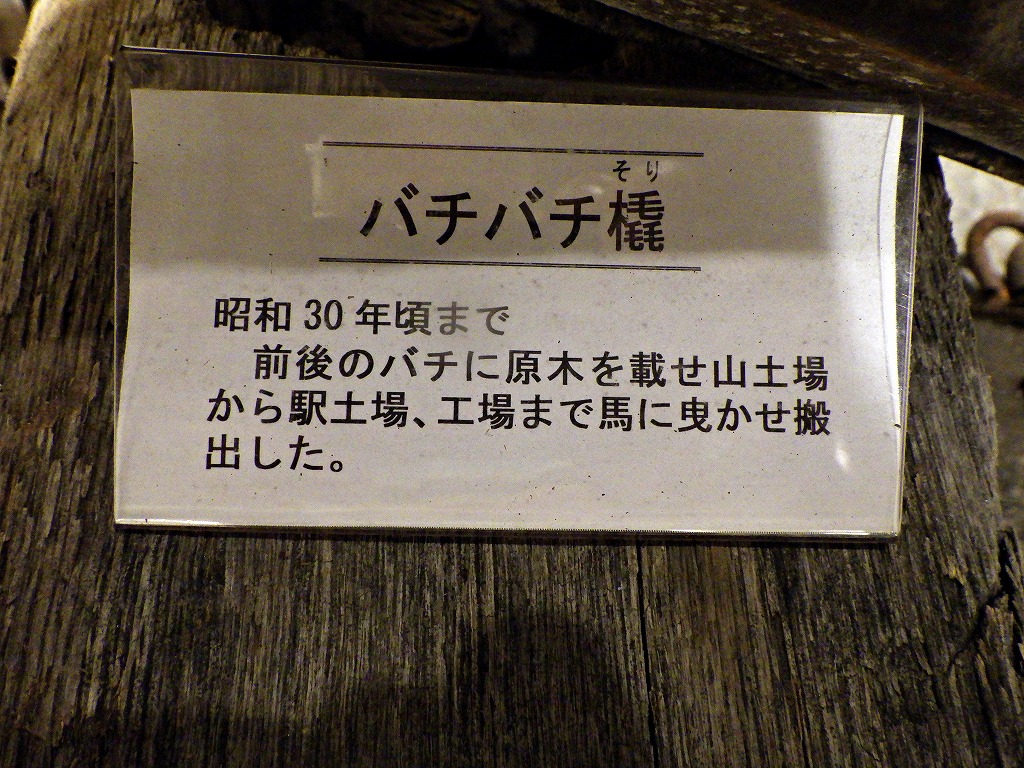 そり
バチバチ橇
昭和30年頃まで
前後のバチに原木を載せ山土場
から駅土場、工場まで馬に曳かせ搬
出した。